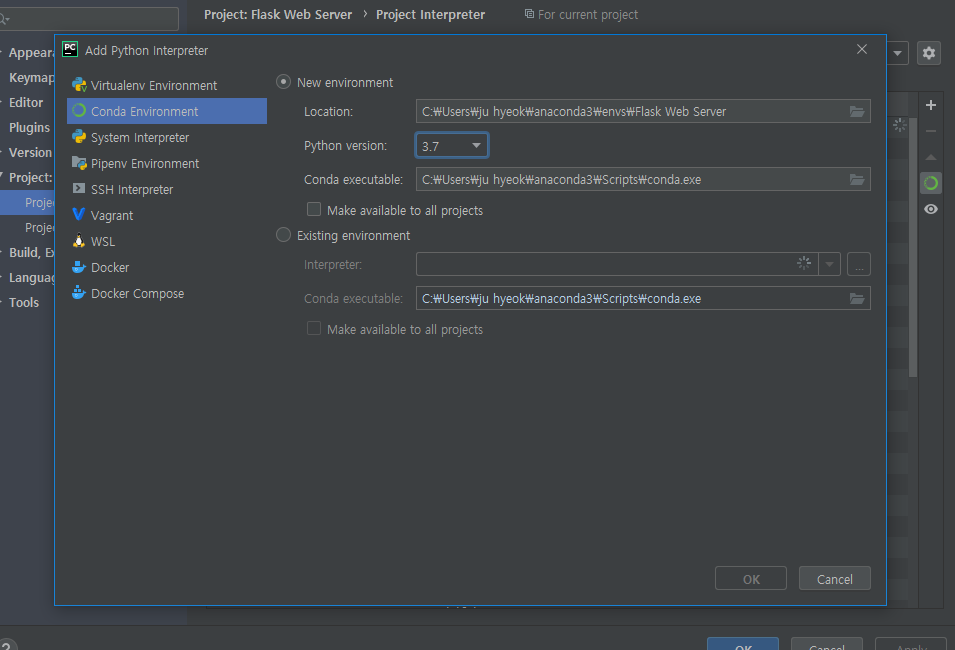 Project: Flask Web Server › Project Interpreter For current project
PC Add Python Interpreter
Appeara
Keymap
Editor
Plugins
Version
Project:
Projec
Projec
Build, Ex
Languag
Tools
Virtualenv Environment
Conda Environment
System Interpreter
Pipenv Environment
SSH Interpreter
Vagrant
WSL
Docker
Docker Compose
New environment
Location: C:₩Users₩ju hyeok₩anaconda3₩envs₩Flask Web Server
Python version: 3.7
Conda executable: C:₩Users₩ju hyeok₩anaconda3₩Scripts₩conda.exe
Make available to all projects
Existing environment
Interpreter: ...
Conda executable: C:₩Users₩ju hyeok₩anaconda3₩Scripts₩conda.exe
Make available to all projects
OK Cancel
? OK Cancel Apply